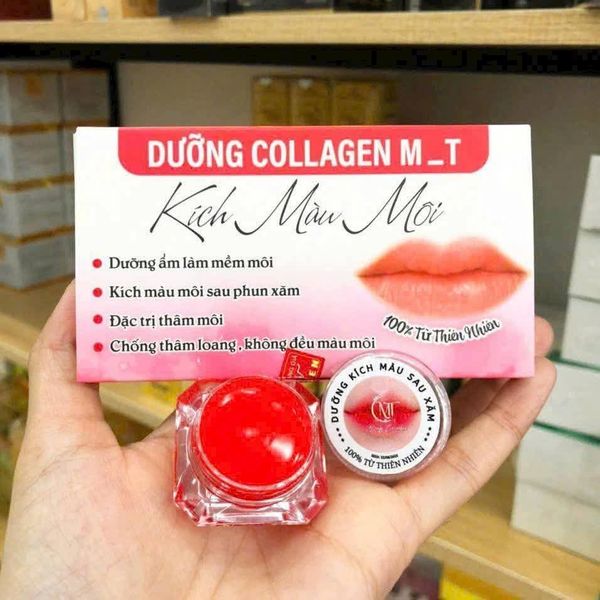 DƯỠNG COLLAGEN M_T
Kích Màu Môi
Dưỡng ẩm làm mềm môi
Kích màu môi sau phun xăm
Đặc trị thâm môi
Chống thâm loang, không đều màu môi
100% Từ Thiên Nhiên
DƯỠNG KÍCH MÀU SAU XĂM
100% TỪ THIÊN NHIÊN